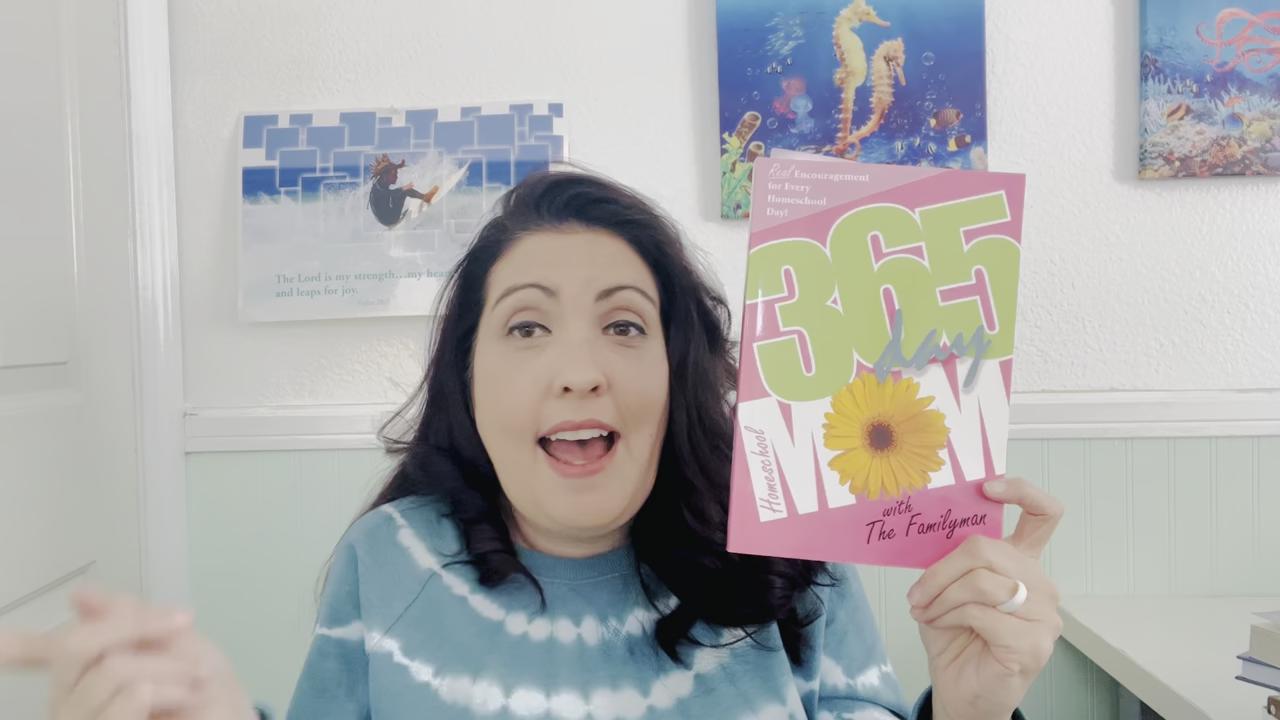 The Lord is my strength...my hear
and leaps for joy.
Real Encouragement
for Every
Homeschool
Day!
365
day
Homeschool
MOM
with
The Familyman